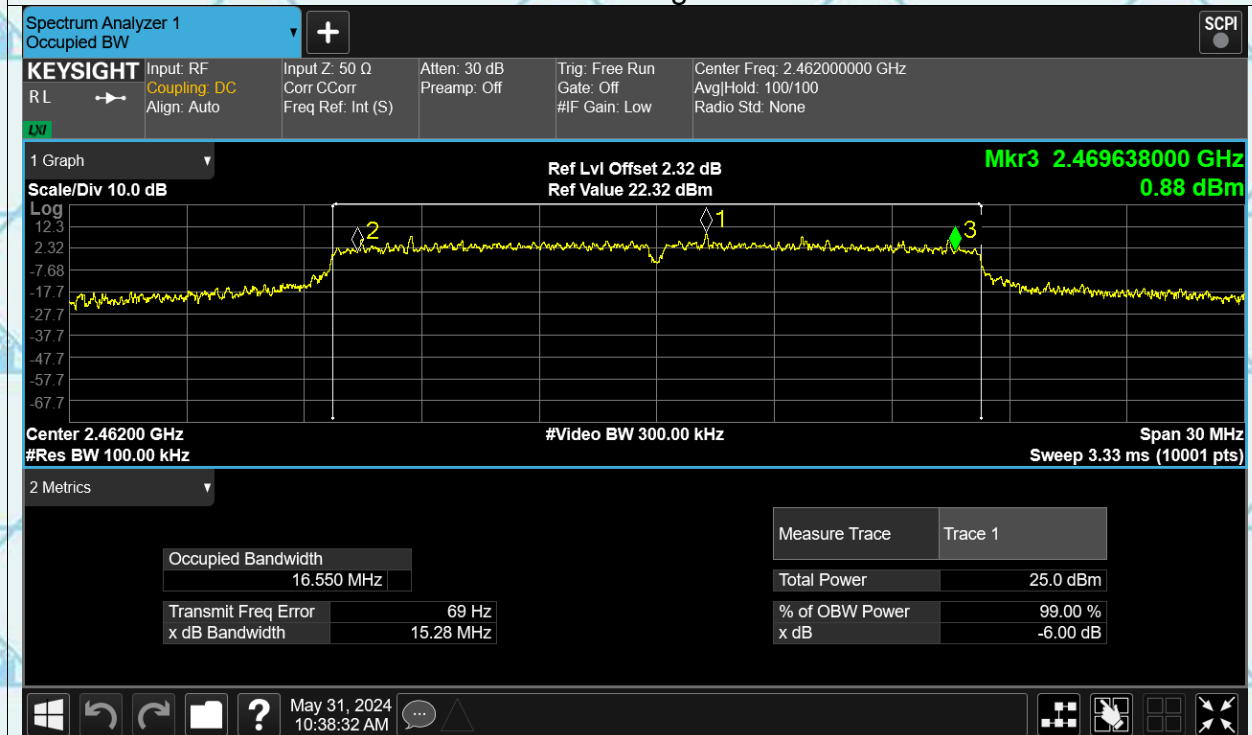 Spectrum Analyzer 1
Occupied BW
+
SCPI
KEYSIGHT
RL
LXI
Input: RF
Coupling: DC
Align: Auto
Input Z: 50 Ω
Corr CCorr
Freq Ref: Int (S)
Atten: 30 dB
Preamp: Off
Trig: Free Run
Gate: Off
#IF Gain: Low
Center Freq: 2.462000000 GHz
Avg|Hold: 100/100
Radio Std: None
1 Graph
Scale/Div 10.0 dB
Ref Lvl Offset 2.32 dB
Ref Value 22.32 dBm
Mkr3 2.469638000 GHz
0.88 dBm
Log
12.3
2.32
-7.68
-17.7
-27.7
-37.7
-47.7
-57.7
-67.7
2
1
3
Center 2.46200 GHz
#Video BW 300.00 kHz
Span 30 MHz
#Res BW 100.00 kHz
Sweep 3.33 ms (10001 pts)
2 Metrics
Occupied Bandwidth
16.550 MHz
Transmit Freq Error 69 Hz
x dB Bandwidth 15.28 MHz
Measure Trace Trace 1
Total Power 25.0 dBm
% of OBW Power 99.00 %
x dB -6.00 dB
?
May 31, 2024
10:38:32 AM